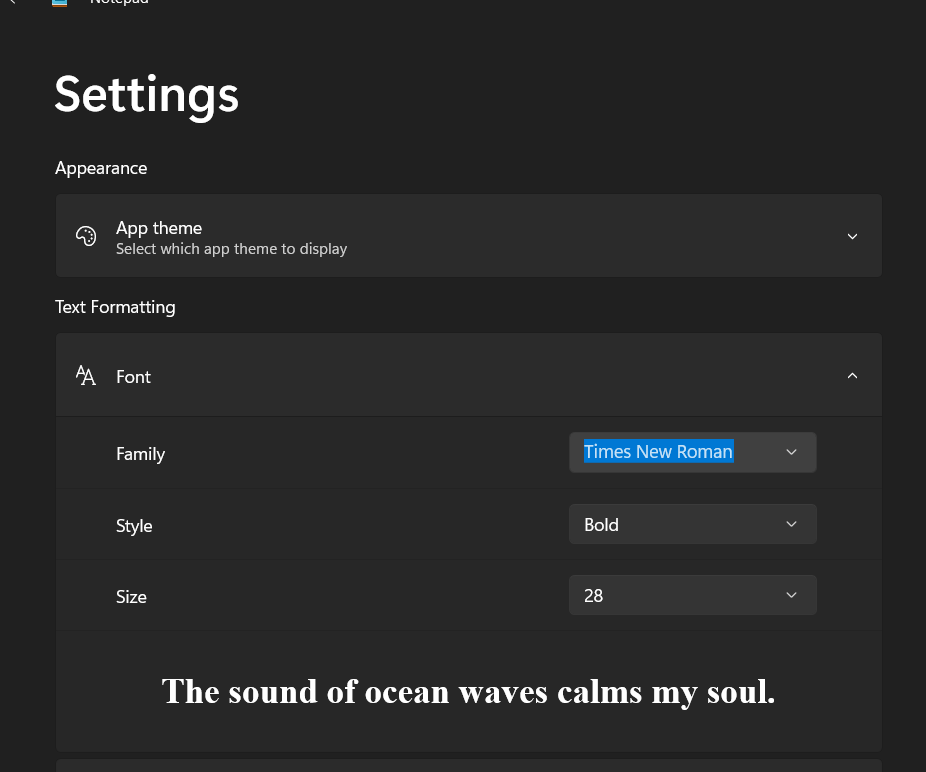 Notepad
Settings
Appearance
App theme
Select which app theme to display
Text Formatting
Font
Family
Times New Roman
Style
Bold
Size
28
The sound of ocean waves calms my soul.